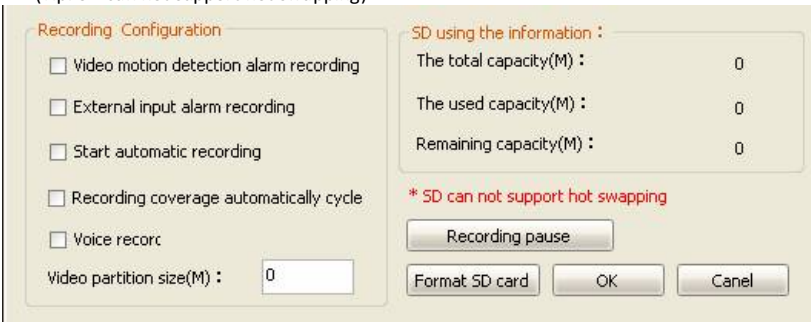 Recording Configuration
Video motion detection alarm recording
External input alarm recording
Start automatic recording
Recording coverage automatically cycle
Voice recorc
Video partition size(M)： 0
SD using the information：
The total capacity(M)： 0
The used capacity(M)： 0
Remaining capacity(M)： 0
* SD can not support hot swapping
Recording pause
Format SD card OK Canel